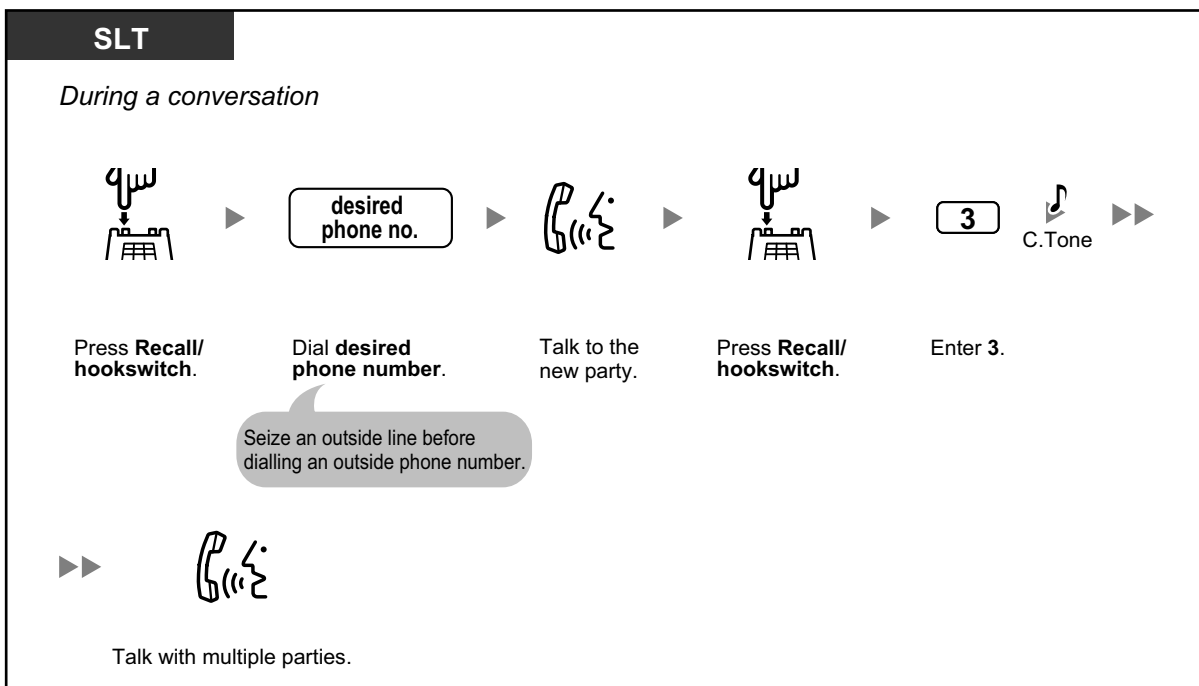 SLT
During a conversation
desired
phone no.
3
C.Tone
Press Recall/
hookswitch.
Dial desired
phone number.
Talk to the
new party.
Press Recall/
hookswitch.
Enter 3.
Seize an outside line before
dialling an outside phone number.
Talk with multiple parties.